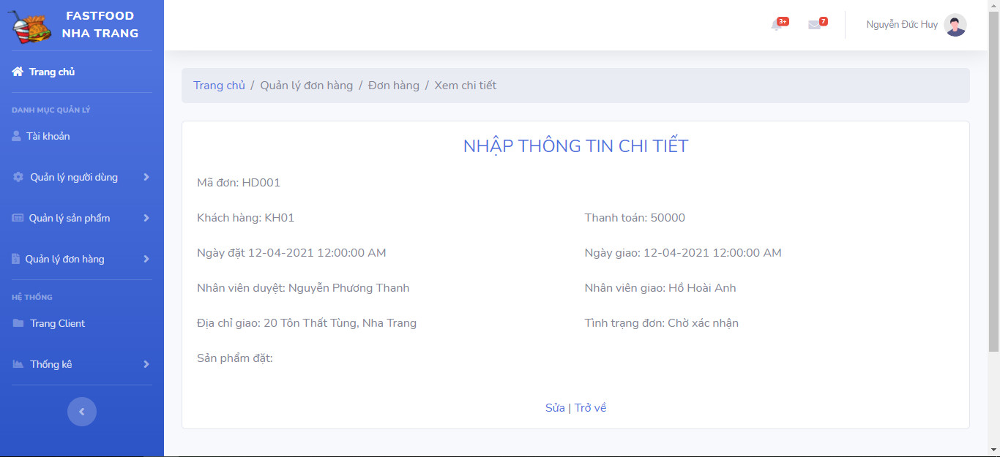 FASTFOOD
NHA TRANG
Trang chủ
DANH MỤC QUẢN LÝ
Tài khoản
Quản lý người dùng
Quản lý sản phẩm
Quản lý đơn hàng
HỆ THỐNG
Trang Client
Thống kê
3+
7
Nguyễn Đức Huy
Trang chủ / Quản lý đơn hàng / Đơn hàng / Xem chi tiết
NHẬP THÔNG TIN CHI TIẾT
Mã đơn: HD001
Khách hàng: KH01
Thanh toán: 50000
Ngày đặt 12-04-2021 12:00:00 AM
Ngày giao: 12-04-2021 12:00:00 AM
Nhân viên duyệt: Nguyễn Phương Thanh
Nhân viên giao: Hồ Hoài Anh
Địa chỉ giao: 20 Tôn Thất Tùng, Nha Trang
Tình trạng đơn: Chờ xác nhận
Sản phẩm đặt:
Sửa | Trở về